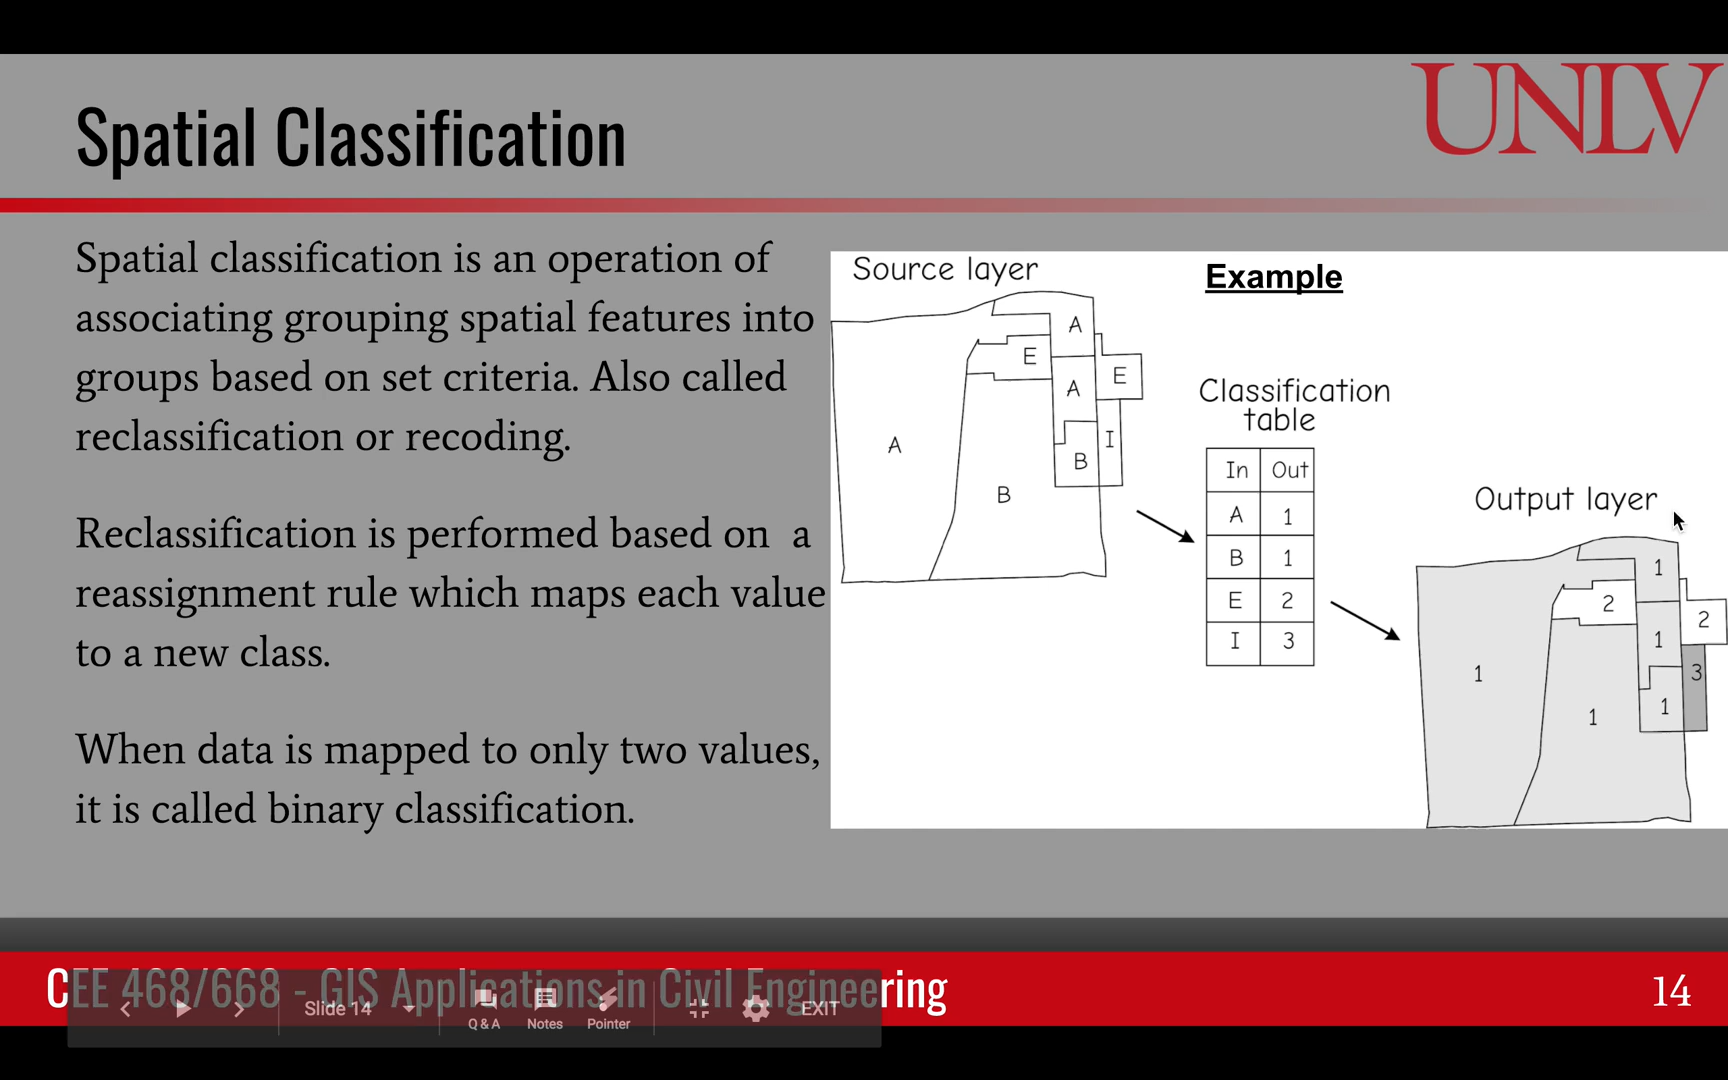 UNLV
Spatial Classification
Spatial classification is an operation of
associating grouping spatial features into
groups based on set criteria. Also called
reclassification or recoding.
Reclassification is performed based on  a
reassignment rule which maps each value
to a new class.
When data is mapped to only two values,
it is called binary classification.
Source layer
Example
A
E
A
E
A
I
B
B
Classification
table
In Out
A 1
B 1
E 2
I 3
Output layer
1
2
2
1
1
3
1
1
CEE 468/668 - GIS Applications in Civil Engineering
14
Slide 14
Q & A
Notes
Pointer
EXIT